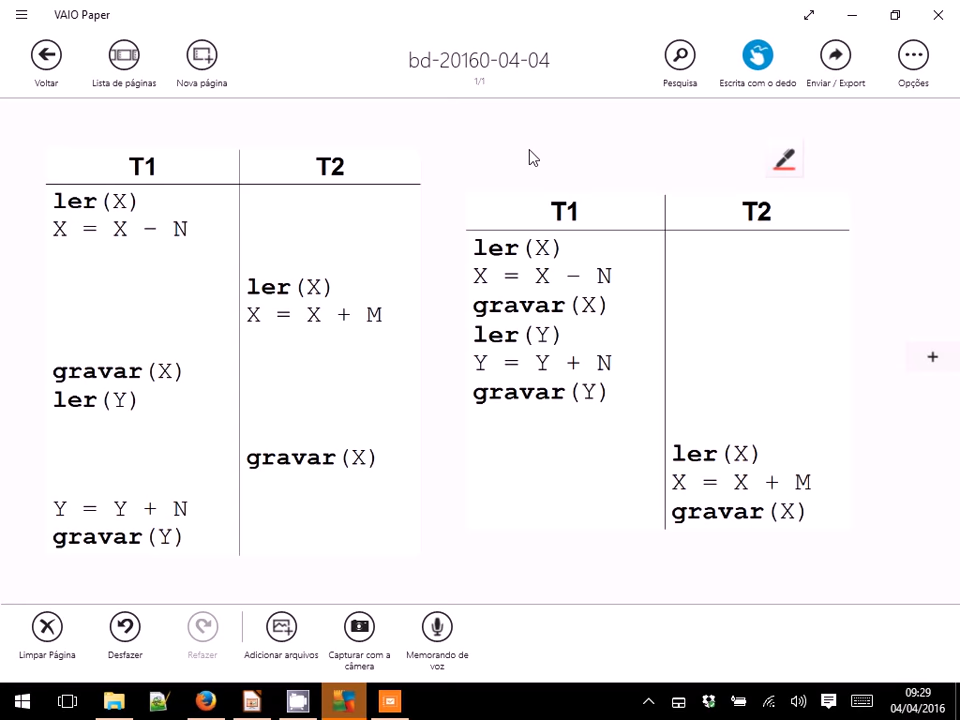 VAIO Paper
Voltar
Lista de páginas
Nova página
bd-20160-04-04
1/1
Pesquisa
Escrita com o dedo
Enviar / Export
Opções
T1 T2
ler(X)
X = X - N
ler(X)
X = X + M
gravar(X)
ler(Y)
gravar(X)
Y = Y + N
gravar(Y)
T1 T2
ler(X)
X = X - N
gravar(X)
ler(Y)
Y = Y + N
gravar(Y)
ler(X)
X = X + M
gravar(X)
Limpar Página
Desfazer
Refazer
Adicionar arquivos
Capturar com a
câmera
Memorando de
voz
09:29
04/04/2016